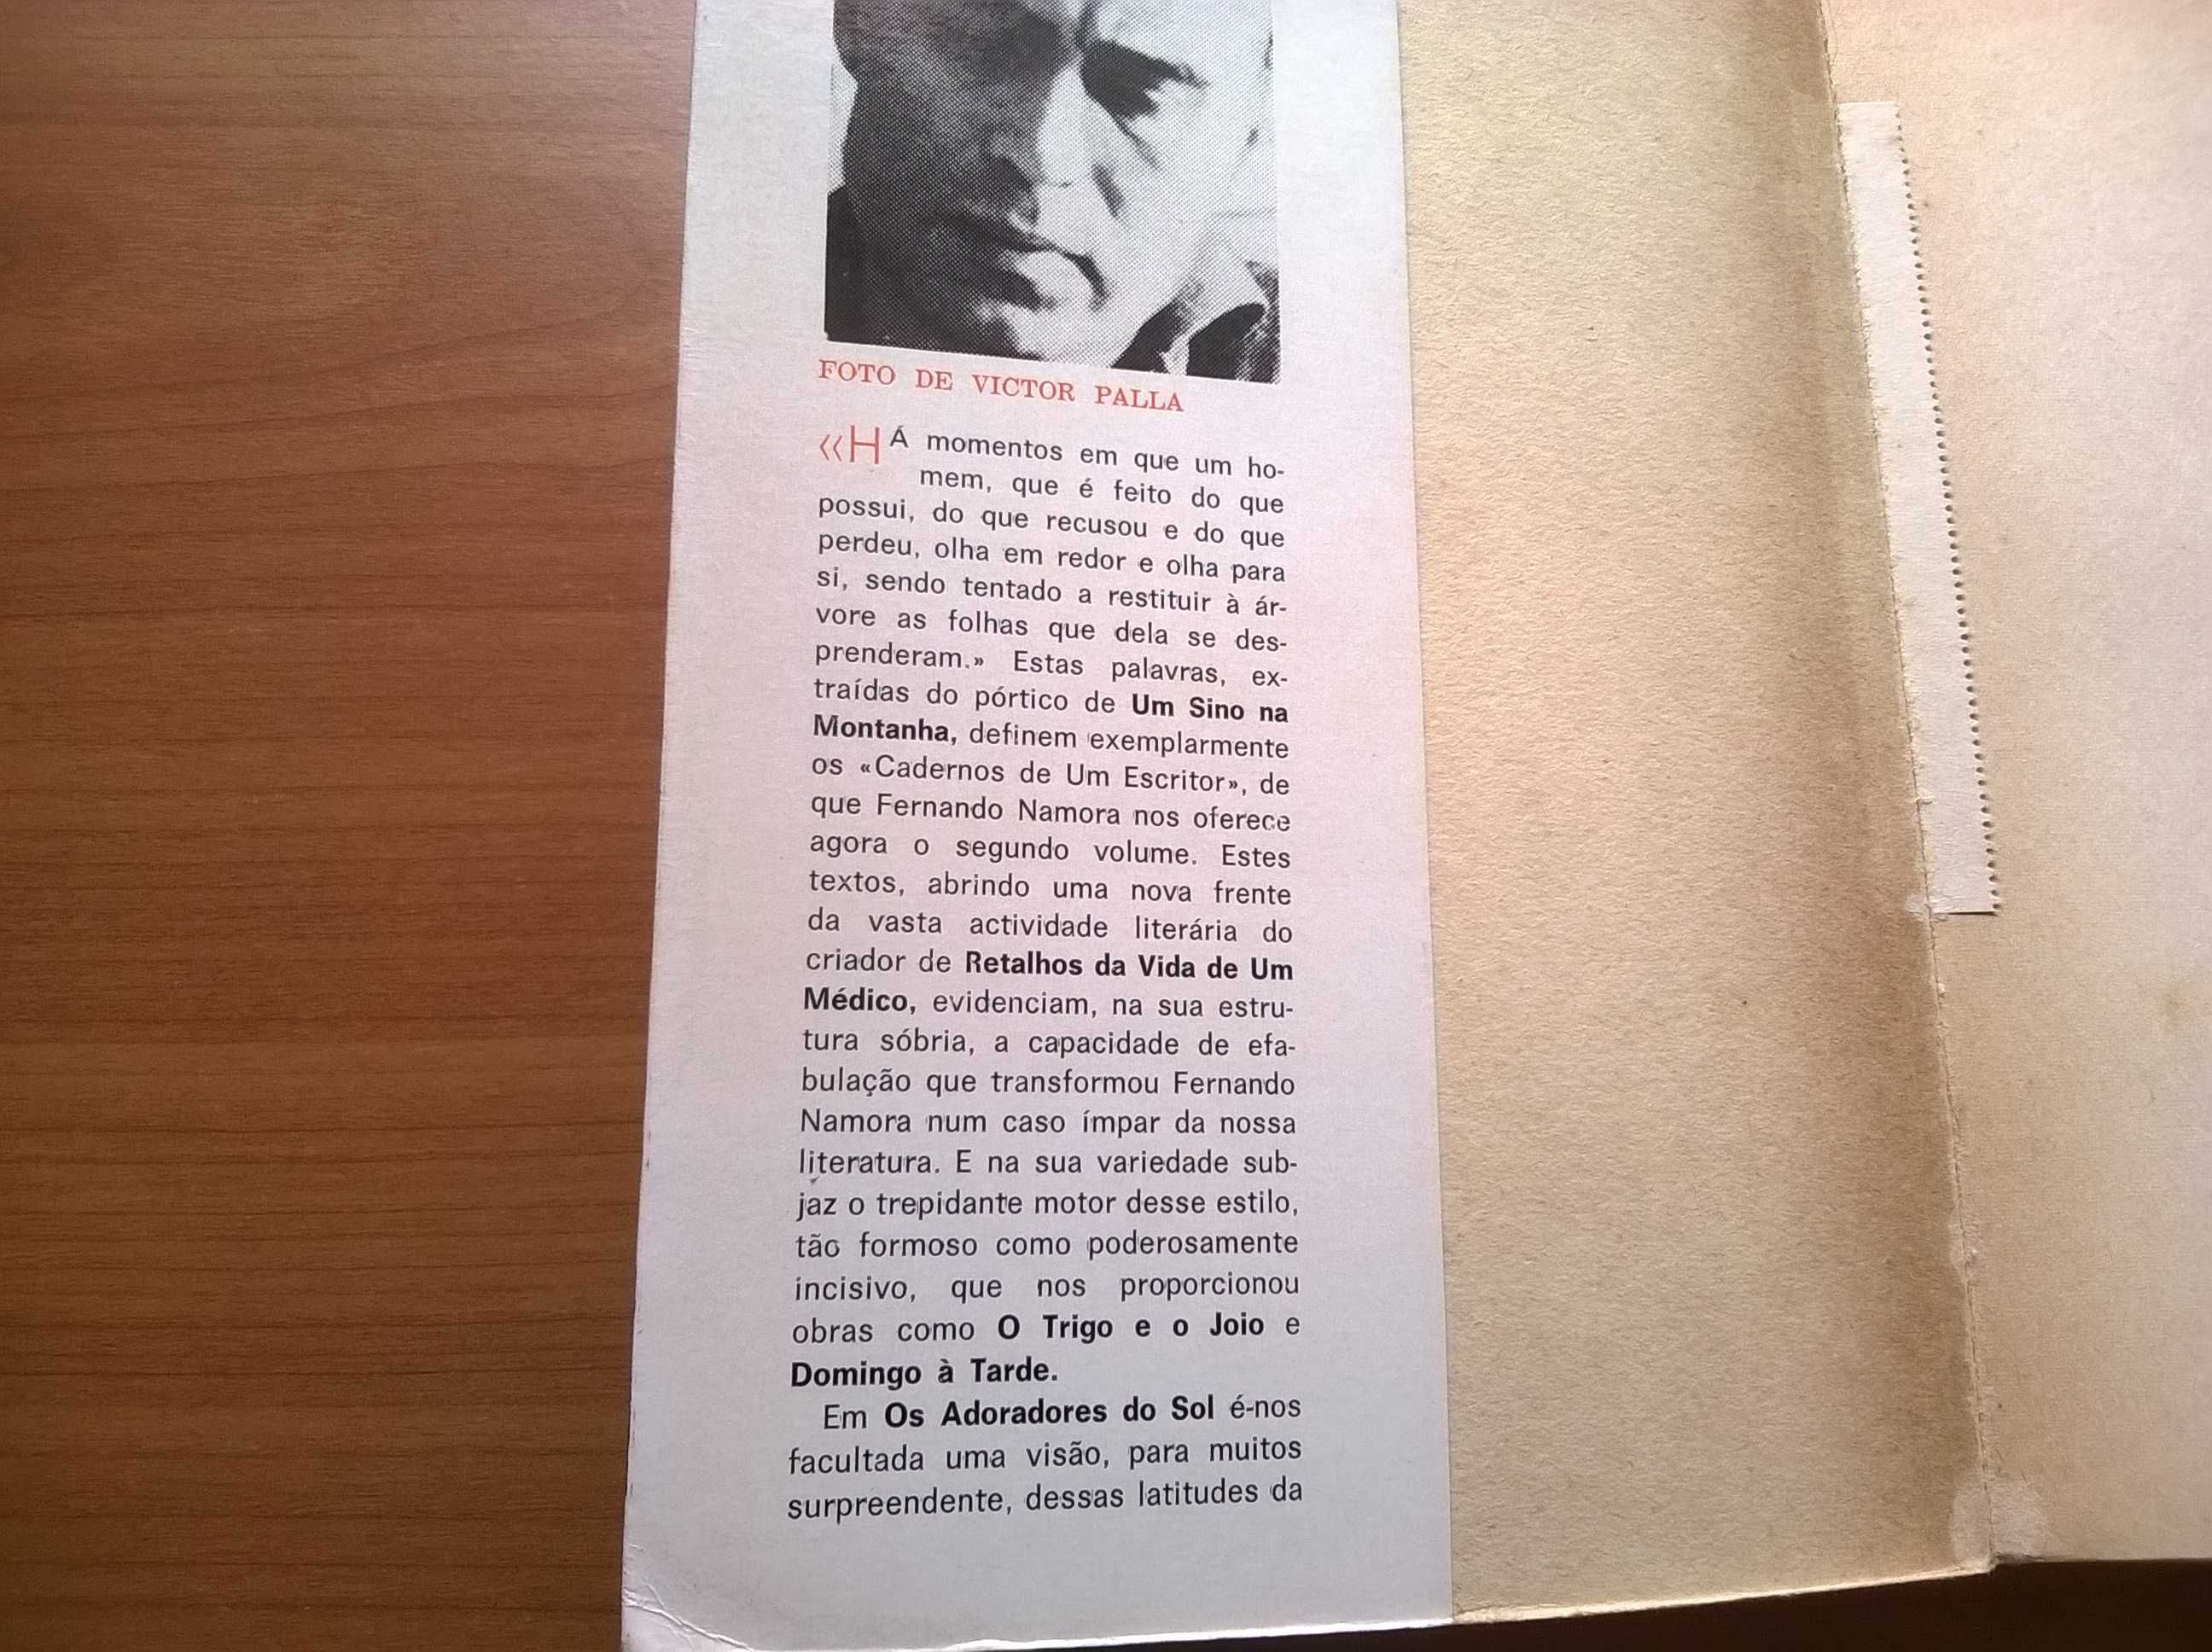 FOTO DE VICTOR PALLA
«HÁ momentos em que um ho-
mem, que é feito do que
possui, do que recusou e do que
perdeu, olha em redor e olha para
si, sendo tentado a restituir à ár-
vore as folhas que dela se des-
prenderam.» Estas palavras, ex-
traídas do pórtico de Um Sino na
Montanha, definem exemplarmente
os «Cadernos de Um Escritor», de
que Fernando Namora nos oferece
agora o segundo volume. Estes
textos, abrindo uma nova frente
da vasta actividade literária do
criador de Retalhos da Vida de Um
Médico, evidenciam, na sua estru-
tura sóbria, a capacidade de efa-
bulação que transformou Fernando
Namora num caso ímpar da nossa
literatura. E na sua variedade sub-
jaz o trepidante motor desse estilo,
tão formoso como poderosamente
incisivo, que nos proporcionou
obras como O Trigo e o Joio e
Domingo à Tarde.
Em Os Adoradores do Sol é-nos
facultada uma visão, para muitos
surpreendente, dessas latitudes da